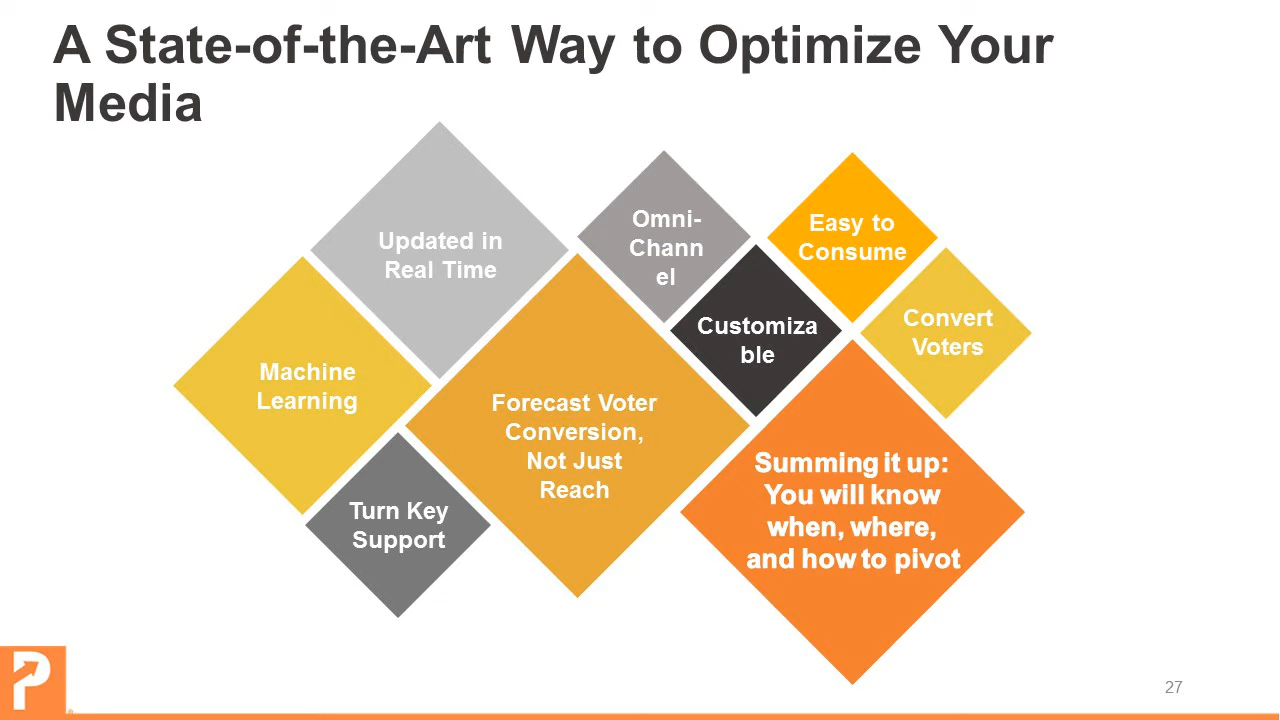 A State-of-the-Art Way to Optimize Your
Media
Updated in
Real Time
Omni-
Chann
el
Easy to
Consume
Customiza
ble
Convert
Voters
Machine
Learning
Forecast Voter
Conversion,
Not Just
Reach
Summing it up:
You will know
when, where,
and how to pivot
Turn Key
Support
P
®
27